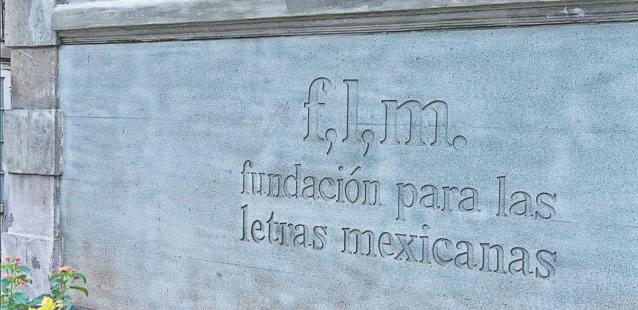 f,l,m.
fundación para las
letras mexicanas